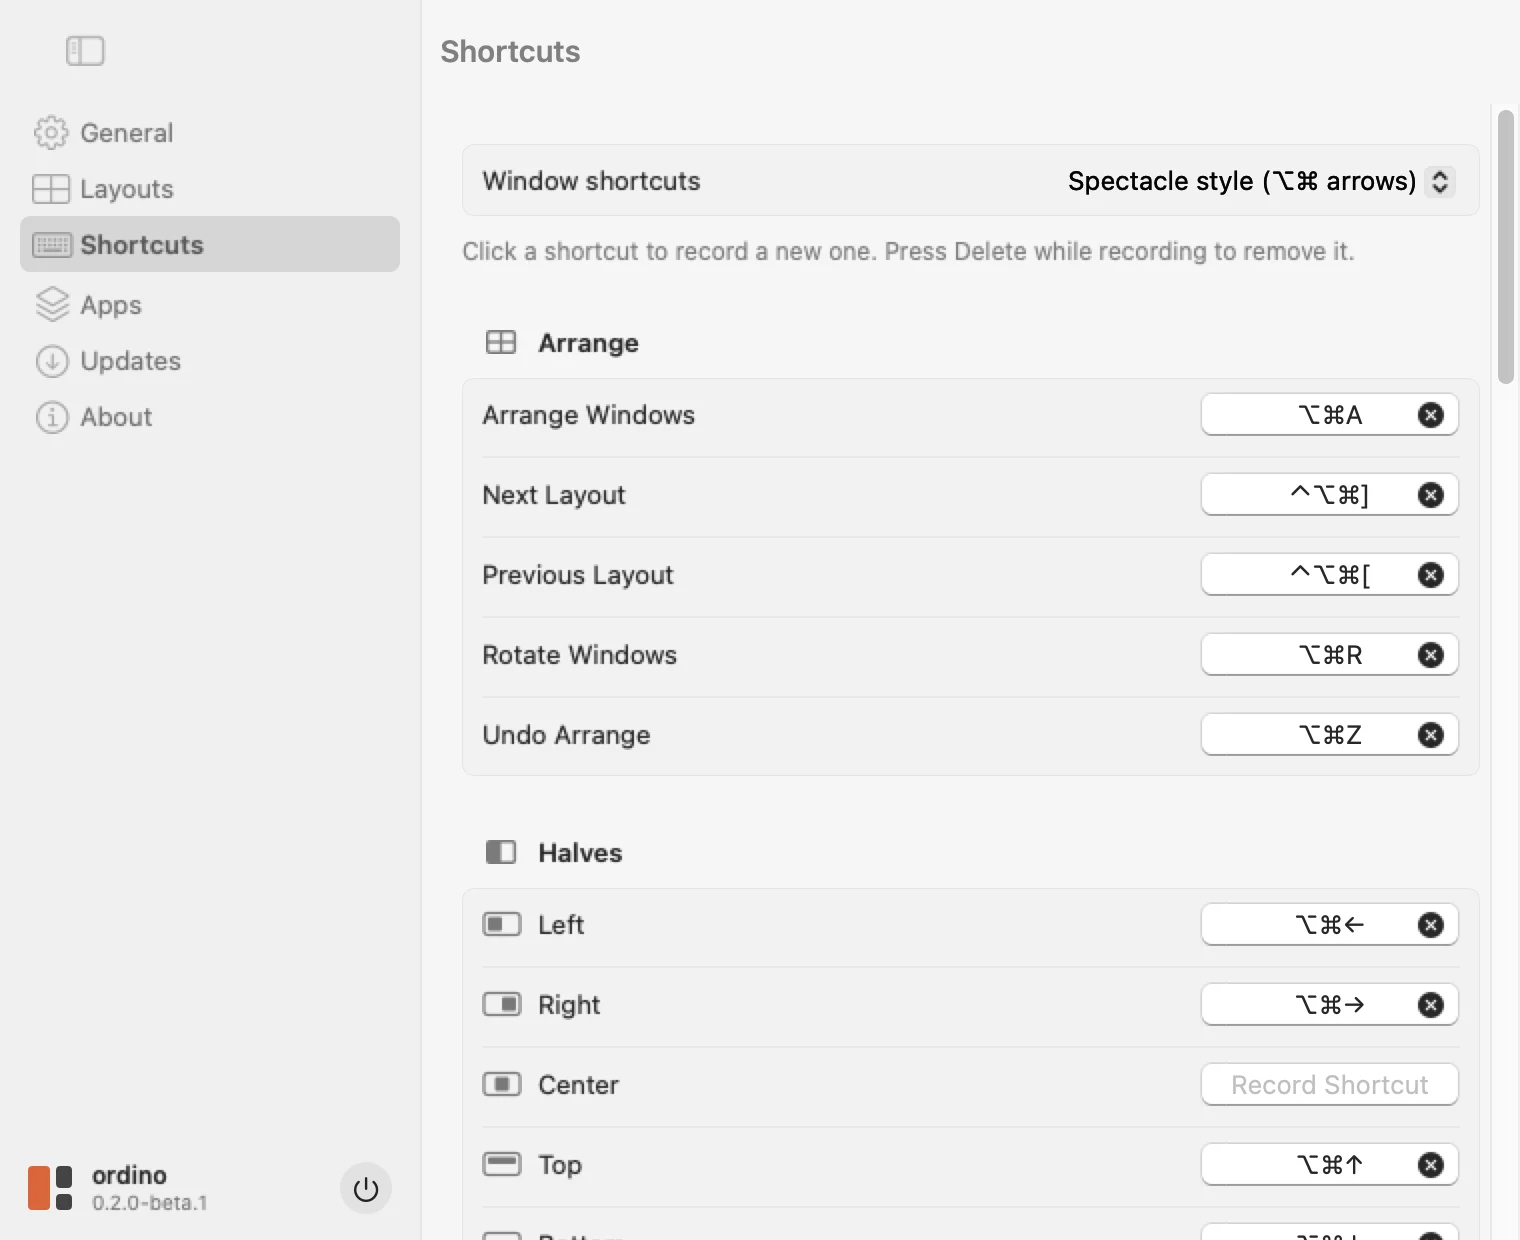 Shortcuts
General
Layouts
Shortcuts
Apps
Updates
About
Window shortcuts
Spectacle style (⌥⌘ arrows)
Click a shortcut to record a new one. Press Delete while recording to remove it.
Arrange
Arrange Windows ⌥⌘A
Next Layout ^⌥⌘]
Previous Layout ^⌥⌘[
Rotate Windows ⌥⌘R
Undo Arrange ⌥⌘Z
Halves
Left ⌥⌘←
Right ⌥⌘→
Center Record Shortcut
Top ⌥⌘↑
ordino
0.2.0-beta.1